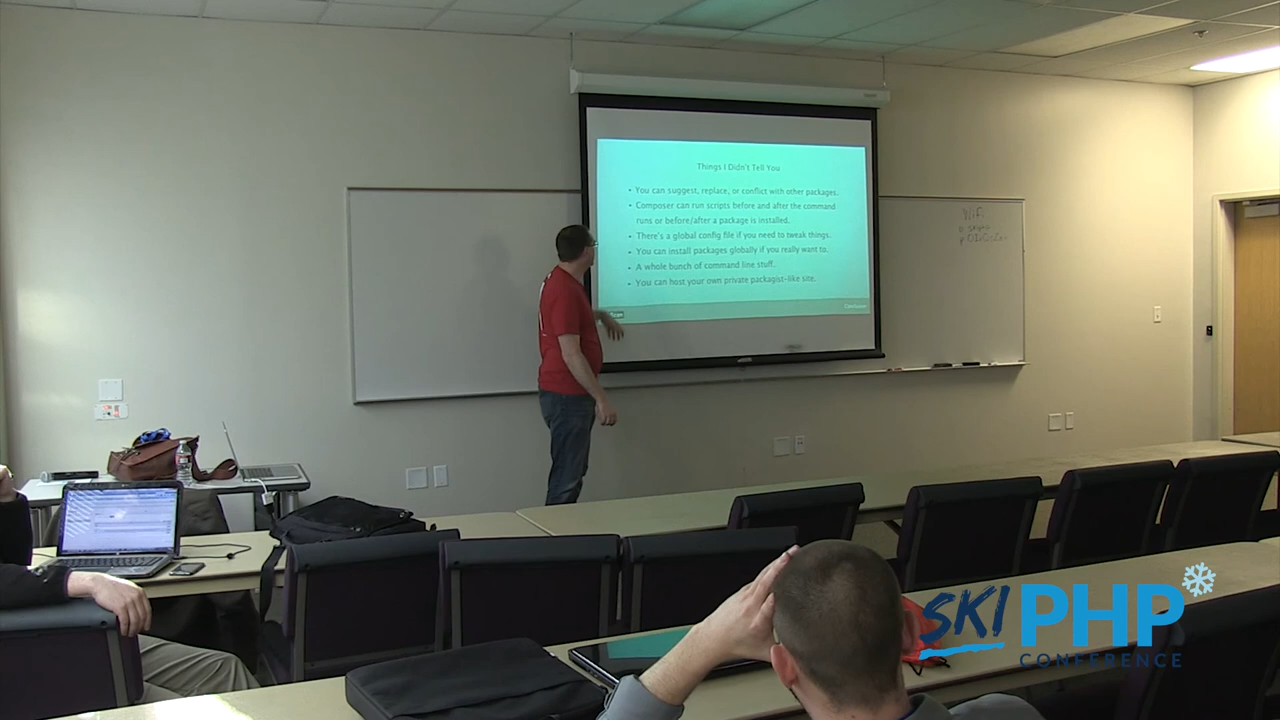 Things I Didn't Tell You
• You can suggest, replace, or conflict with other packages.
• Composer can run scripts before and after the command
runs or before/after a package is installed.
• There's a global config file if you need to tweak things.
• You can install packages globally if you really want to.
• A whole bunch of command line stuff.
• You can host your own private packagist-like site.
WiFi
SKI PHP
CONFERENCE